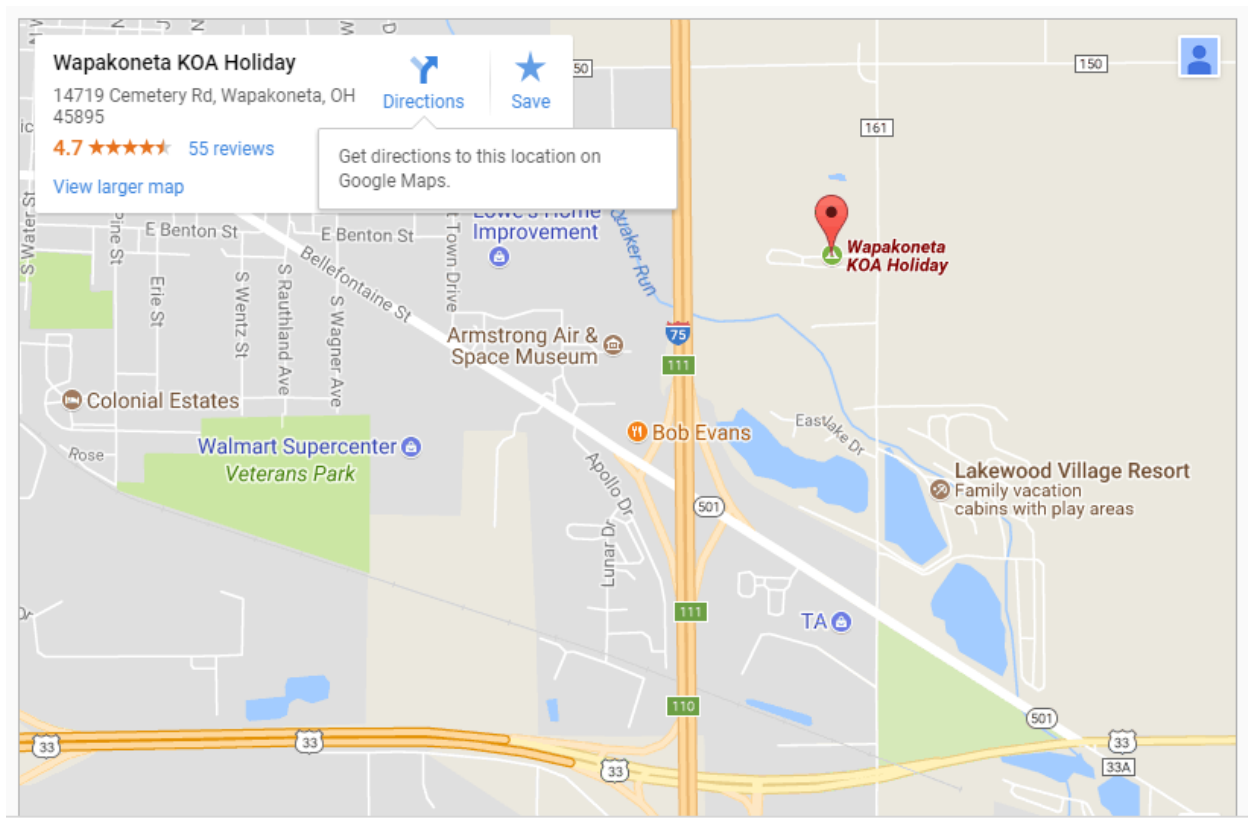 Wapakoneta KOA Holiday
14719 Cemetery Rd, Wapakoneta, OH
45895
4.7
55 reviews
View larger map
Directions
Save
Get directions to this location on
Google Maps.
50
150
161
Wapakoneta
KOA Holiday
Lowe's Home
Improvement
Quaker Run
S Water St
Pine St
E Benton St
E Benton St
Town Drive
Bellefontaine St
Erie St
S Wentz St
S Rauthland Ave
S Wagner Ave
Armstrong Air &
Space Museum
75
111
Colonial Estates
Bob Evans
Eastlake Dr
Walmart Supercenter
Veterans Park
Rose
Apollo Dr
Lunar Dr
501
Lakewood Village Resort
Family vacation
cabins with play areas
111
TA
110
501
33
33
33
33
33A